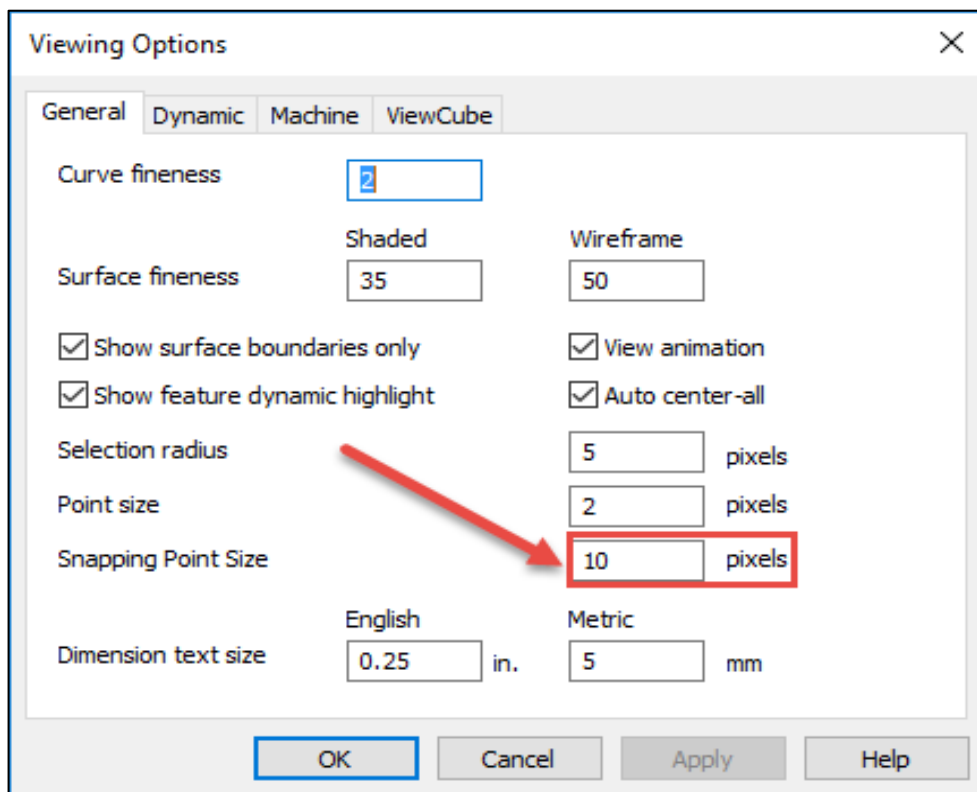 Viewing Options
General Dynamic Machine ViewCube
Curve fineness 2
Shaded Wireframe
Surface fineness 35 50
Show surface boundaries only View animation
Show feature dynamic highlight Auto center-all
Selection radius 5 pixels
Point size 2 pixels
Snapping Point Size 10 pixels
English Metric
Dimension text size 0.25 in. 5 mm
OK Cancel Apply Help